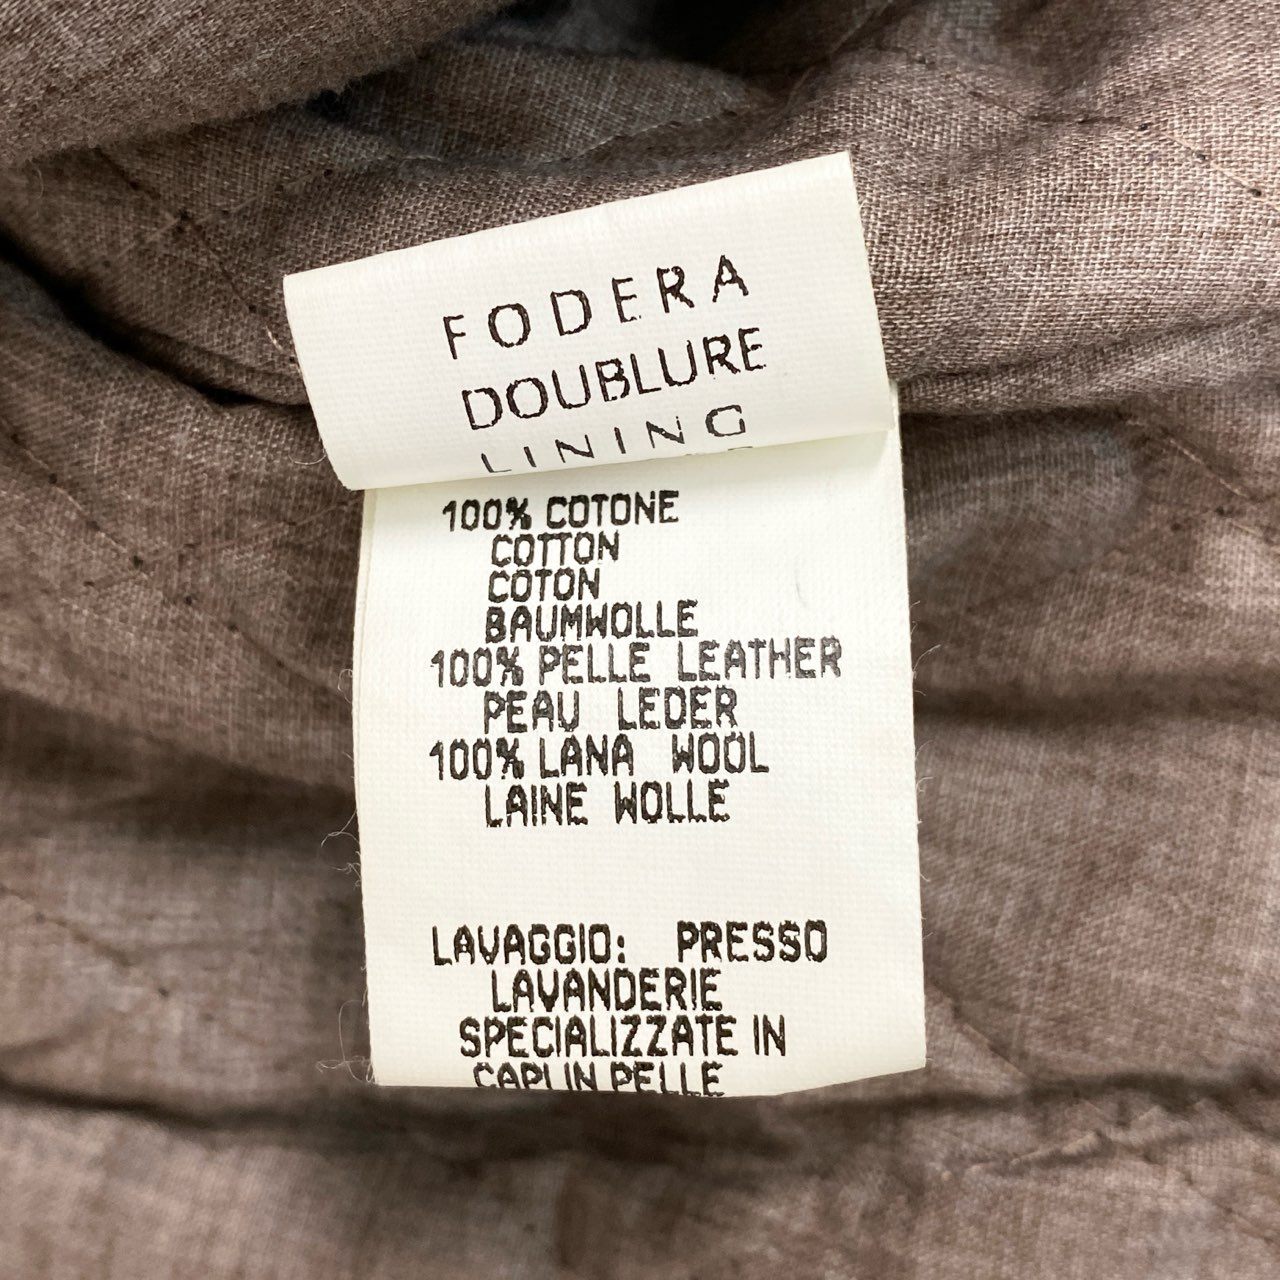 FODERA
DOUBLURE
LINING
100% COTONE
COTTON
COTON
BAUMWOLLE
100% PELLE LEATHER
PEAU LEDER
100% LANA WOOL
LAINE WOLLE
LAVAGGIO: PRESSO
LAVANDERIE
SPECIALIZZATE IN
CAPI IN PELLE